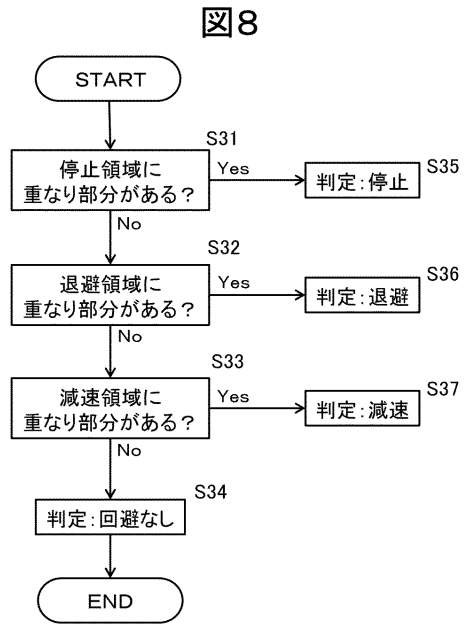 図8
START
S31
停止領域に
重なり部分がある?
Yes
S35
判定:停止
No
S32
退避領域に
重なり部分がある?
Yes
S36
判定:退避
No
S33
減速領域に
重なり部分がある?
Yes
S37
判定:減速
No
S34
判定:回避なし
END